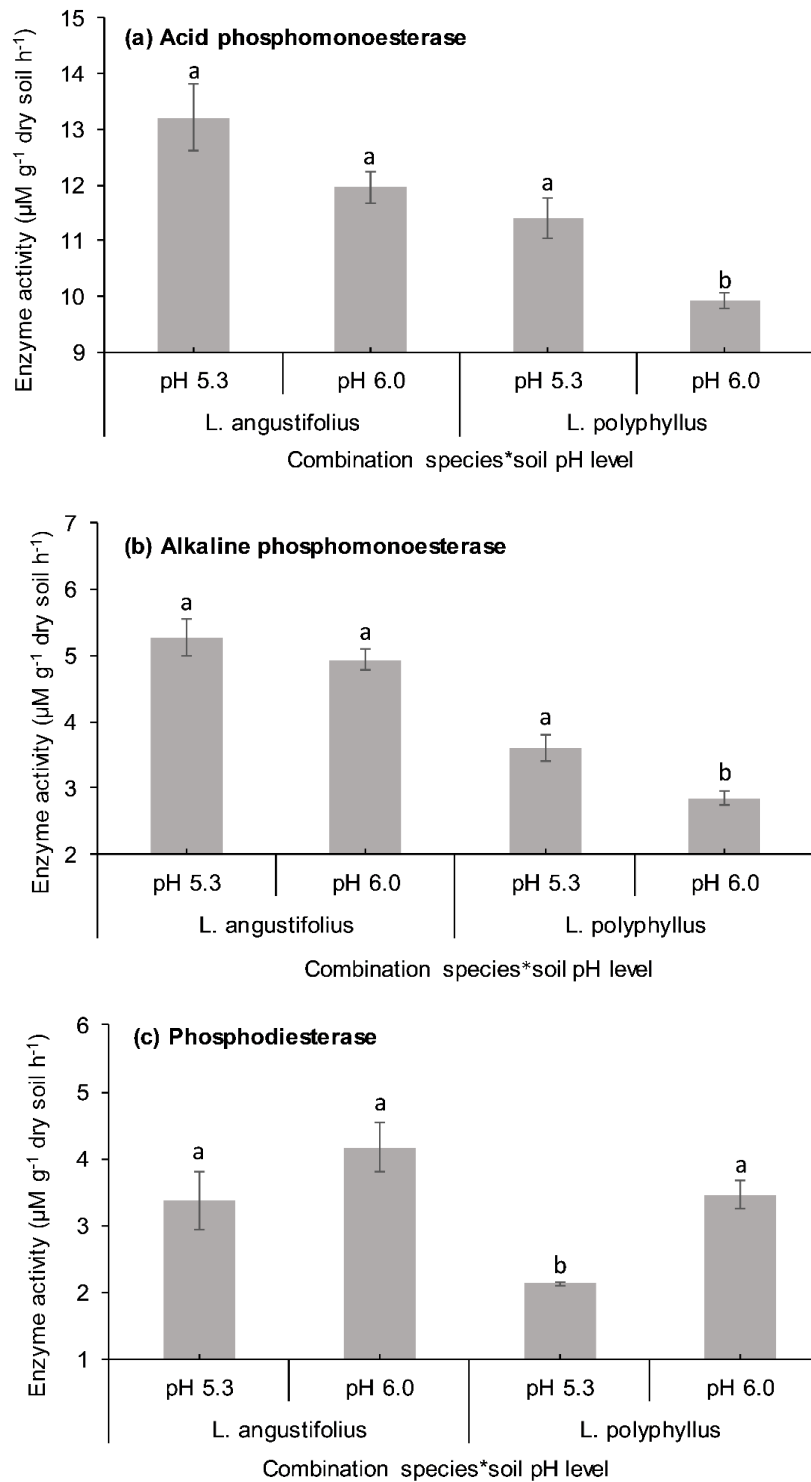 (a) Acid phosphomonoesterase
Enzyme activity (µM g⁻¹ dry soil h⁻¹)
15
14
13
12
11
10
9
a
a
a
b
pH 5.3 pH 6.0 pH 5.3 pH 6.0
L. angustifolius L. polyphyllus
Combination species*soil pH level
(b) Alkaline phosphomonoesterase
Enzyme activity (µM g⁻¹ dry soil h⁻¹)
7
6
5
4
3
2
a
a
a
b
pH 5.3 pH 6.0 pH 5.3 pH 6.0
L. angustifolius L. polyphyllus
Combination species*soil pH level
(c) Phosphodiesterase
Enzyme activity (µM g⁻¹ dry soil h⁻¹)
6
5
4
3
2
1
a
a
b
a
pH 5.3 pH 6.0 pH 5.3 pH 6.0
L. angustifolius L. polyphyllus
Combination species*soil pH level